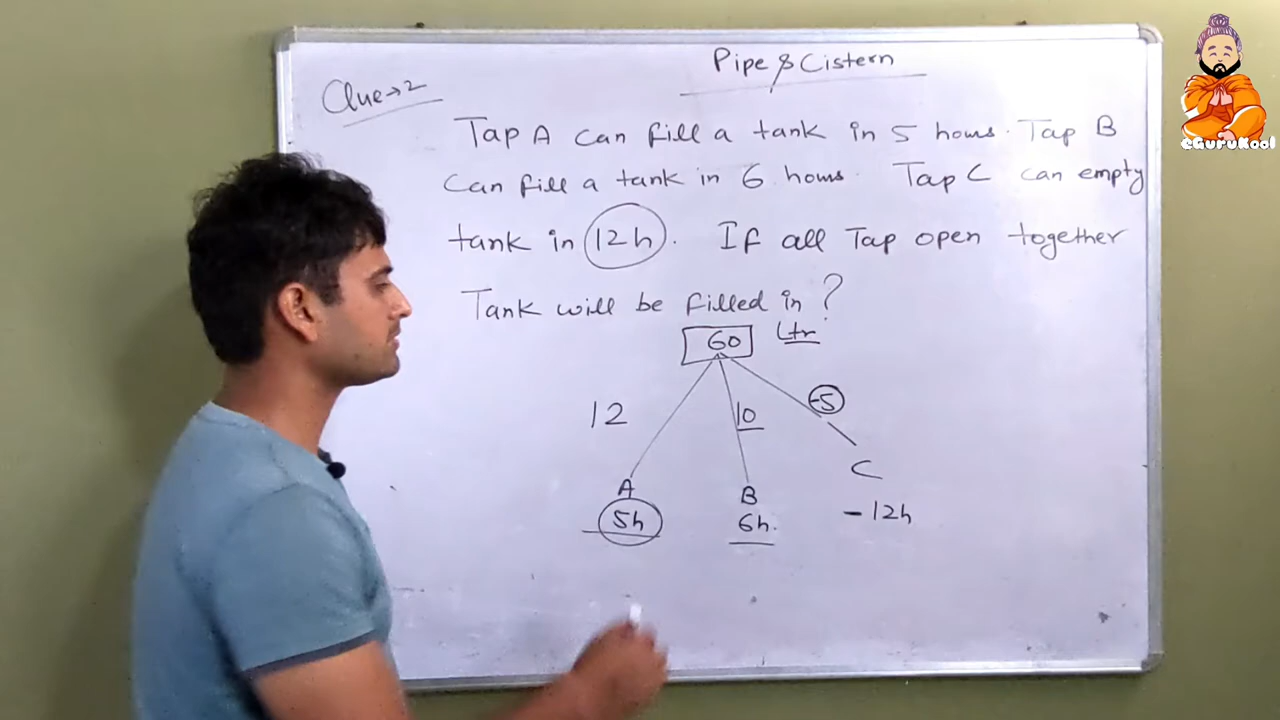 Pipe & Cistern
Clue→2
Tap A can fill a tank in 5 hours. Tap B
can fill a tank in 6 hours. Tap C can empty
tank in 12h. If all Tap open together
Tank will be filled in?
60 Ltr
12 10 -5
A B C
5h 6h. -12h
eGuruKool